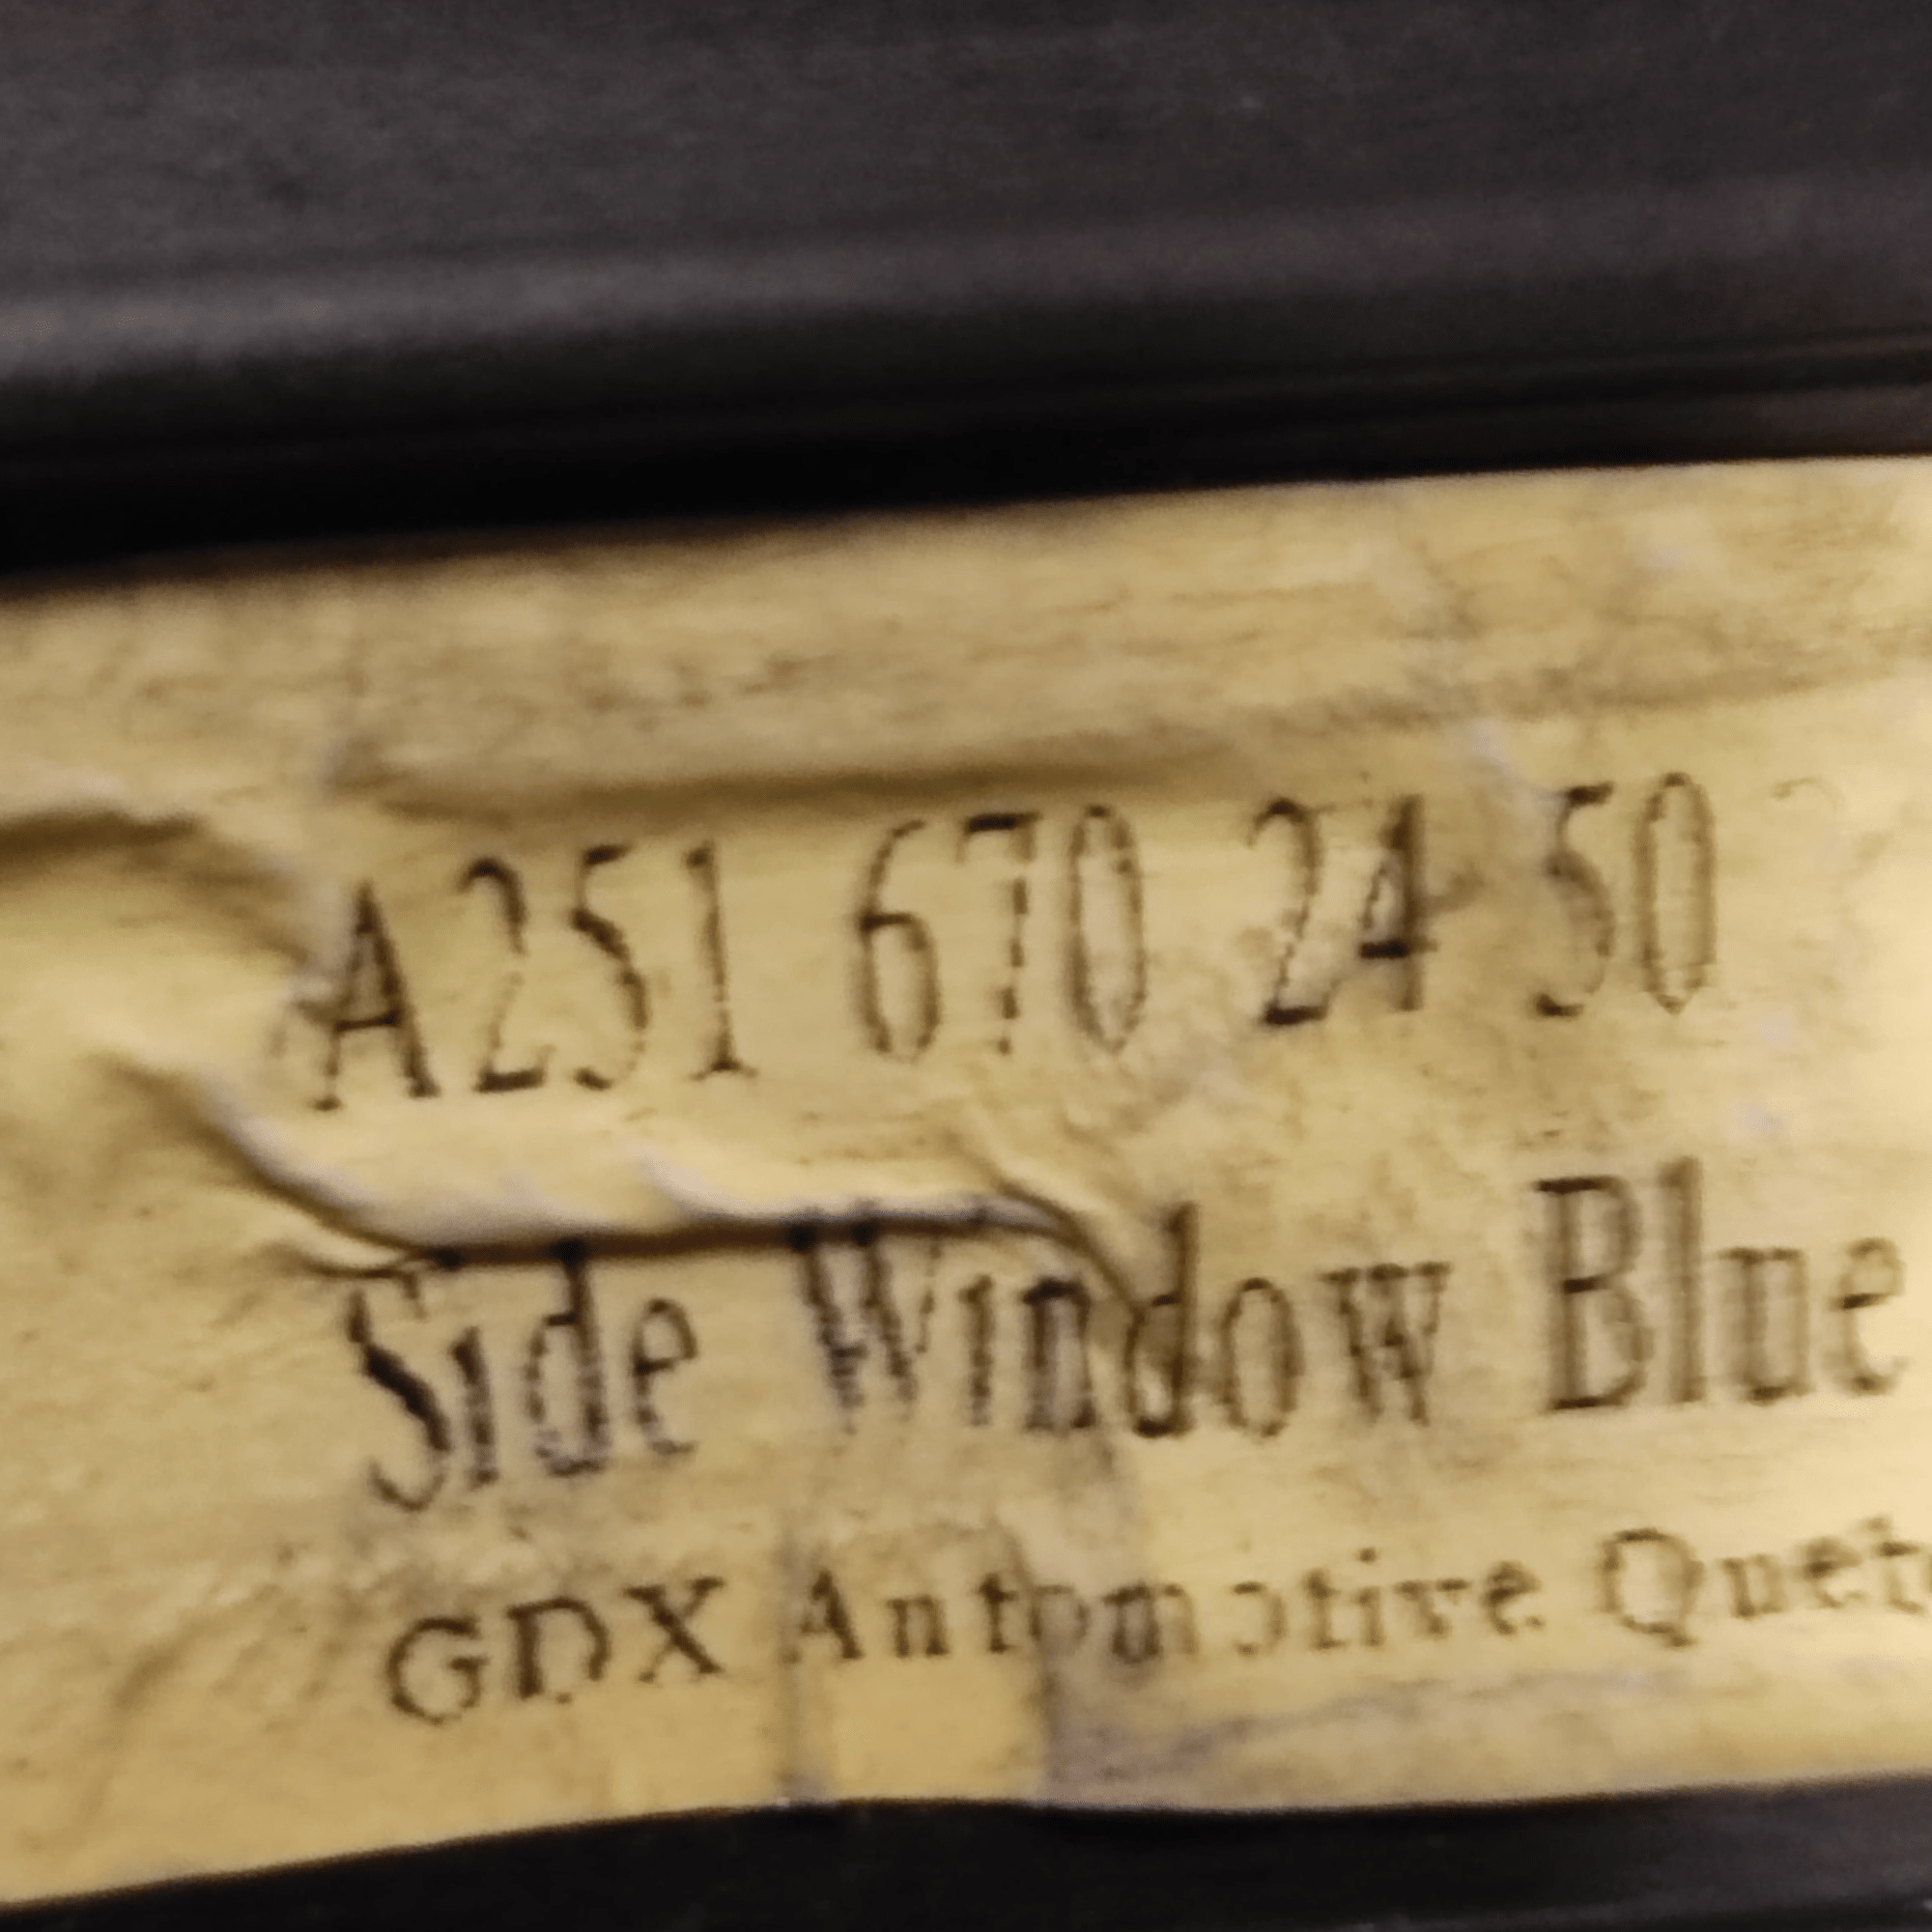 A251 670 24 50
Side Window Blue
GDX Automotive